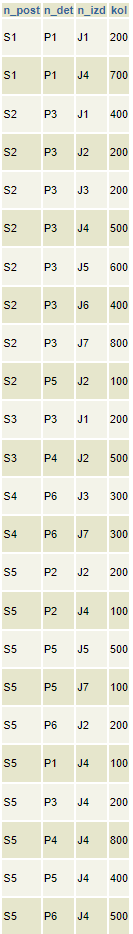 n_post n_det n_izd kol
S1 P1 J1 200
S1 P1 J4 700
S2 P3 J1 400
S2 P3 J2 200
S2 P3 J3 200
S2 P3 J4 500
S2 P3 J5 600
S2 P3 J6 400
S2 P3 J7 800
S2 P5 J2 100
S3 P3 J1 200
S3 P4 J2 500
S4 P6 J3 300
S4 P6 J7 300
S5 P2 J2 200
S5 P2 J4 100
S5 P5 J5 500
S5 P5 J7 100
S5 P6 J2 200
S5 P1 J4 100
S5 P3 J4 200
S5 P4 J4 800
S5 P5 J4 400
S5 P6 J4 500